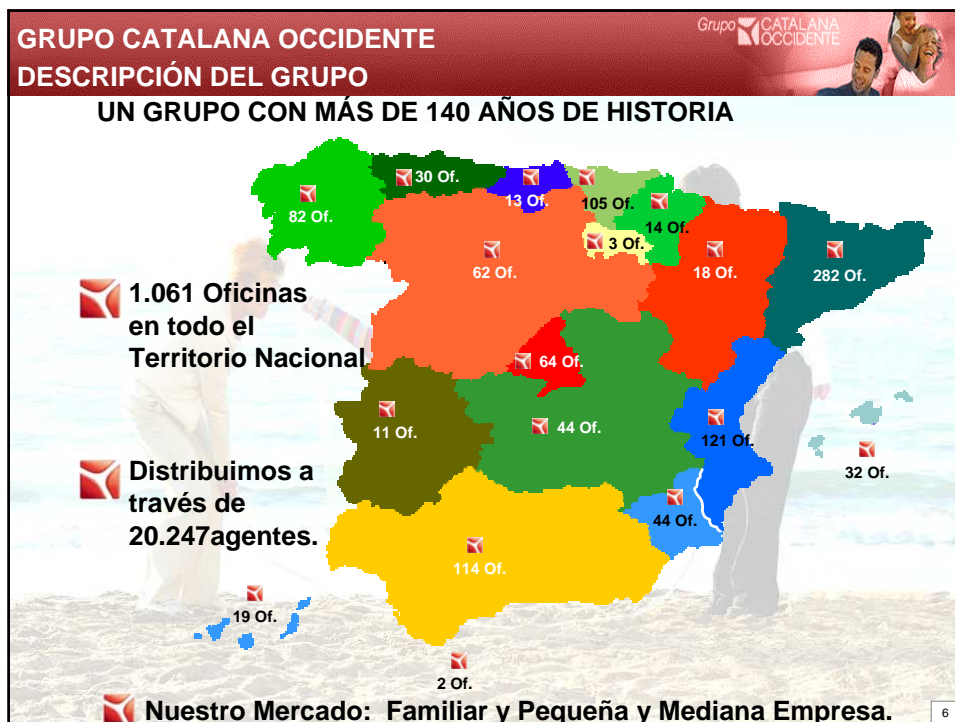 GRUPO CATALANA OCCIDENTE
DESCRIPCIÓN DEL GRUPO
Grupo CATALANA
OCCIDENTE
UN GRUPO CON MÁS DE 140 AÑOS DE HISTORIA
30 Of.
13 Of.
105 Of.
82 Of.
14 Of.
3 Of.
62 Of.
18 Of.
282 Of.
1.061 Oficinas
en todo el
Territorio Nacional.
64 Of.
11 Of.
44 Of.
121 Of.
32 Of.
Distribuimos a
través de
20.247agentes.
44 Of.
114 Of.
19 Of.
2 Of.
Nuestro Mercado: Familiar y Pequeña y Mediana Empresa.
6